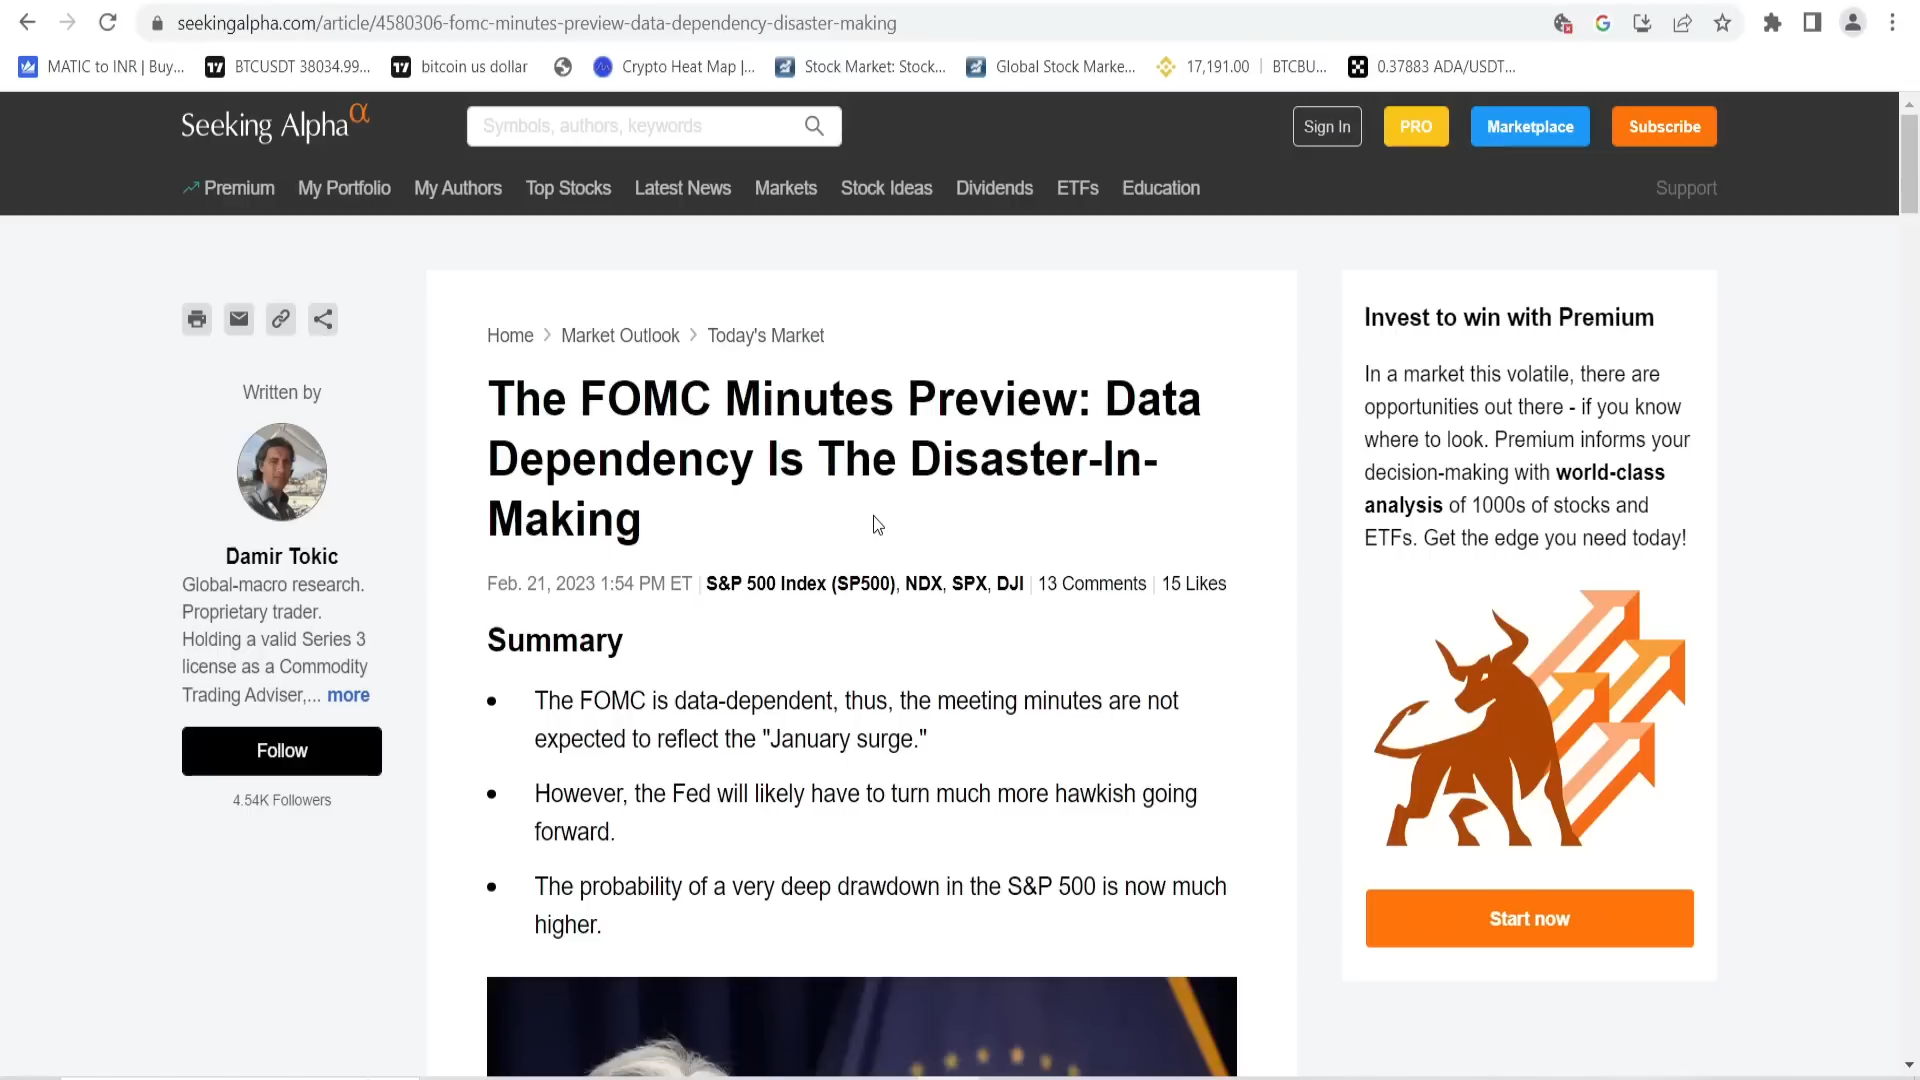 seekingalpha.com/article/4580306-fomc-minutes-preview-data-dependency-disaster-making
MATIC to INR | Buy...
BTCUSDT 38034.99...
bitcoin us dollar
Crypto Heat Map |...
Stock Market: Stock...
Global Stock Marke...
17,191.00 | BTCBU...
0.37883 ADA/USDT...
Seeking Alpha α
Symbols, authors, keywords
Sign In
PRO
Marketplace
Subscribe
Premium
My Portfolio
My Authors
Top Stocks
Latest News
Markets
Stock Ideas
Dividends
ETFs
Education
Support
Written by
Damir Tokic
Global-macro research.
Proprietary trader.
Holding a valid Series 3
license as a Commodity
Trading Adviser,... more
Follow
4.54K Followers
Home > Market Outlook > Today's Market
The FOMC Minutes Preview: Data
Dependency Is The Disaster-In-
Making
Feb. 21, 2023 1:54 PM ET | S&P 500 Index (SP500), NDX, SPX, DJI | 13 Comments | 15 Likes
Summary
• The FOMC is data-dependent, thus, the meeting minutes are not
expected to reflect the "January surge."
• However, the Fed will likely have to turn much more hawkish going
forward.
• The probability of a very deep drawdown in the S&P 500 is now much
higher.
Invest to win with Premium
In a market this volatile, there are
opportunities out there - if you know
where to look. Premium informs your
decision-making with world-class
analysis of 1000s of stocks and
ETFs. Get the edge you need today!
Start now